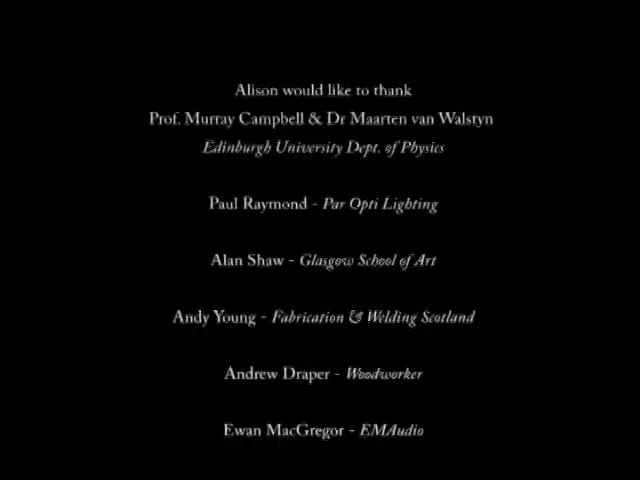 Alison would like to thank
Prof. Murray Campbell & Dr Maarten van Walstyn
Edinburgh University Dept. of Physics
Paul Raymond - Par Opti Lighting
Alan Shaw - Glasgow School of Art
Andy Young - Fabrication & Welding Scotland
Andrew Draper - Woodworker
Ewan MacGregor - EMAudio